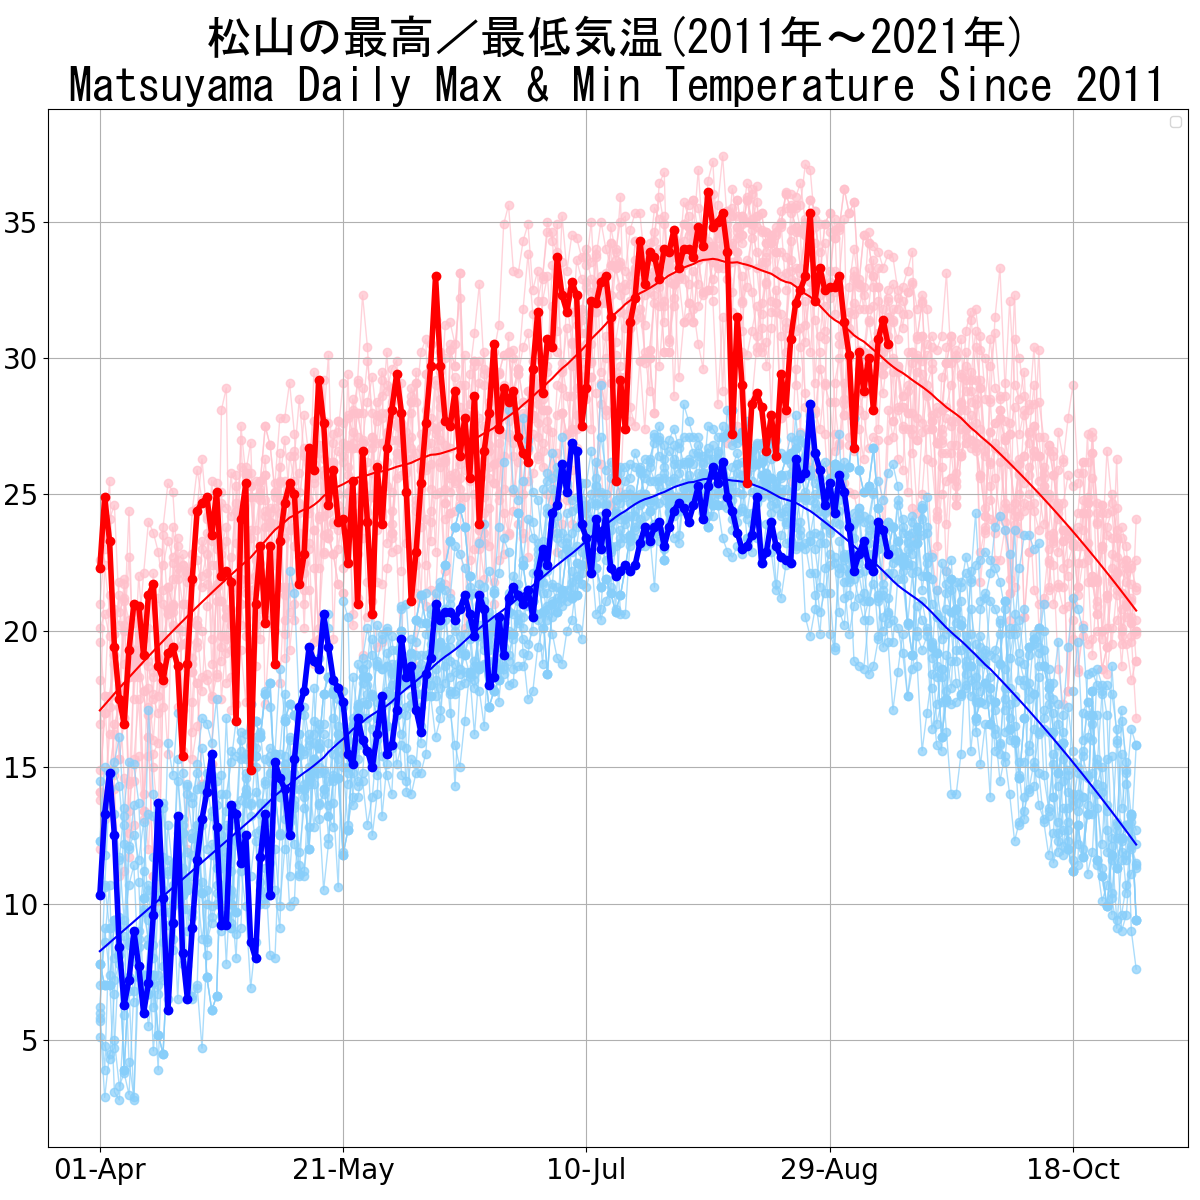 松山の最高／最低気温(2011年～2021年)
Matsuyama Daily Max & Min Temperature Since 2011
35
30
25
20
15
10
5
01-Apr 21-May 10-Jul 29-Aug 18-Oct